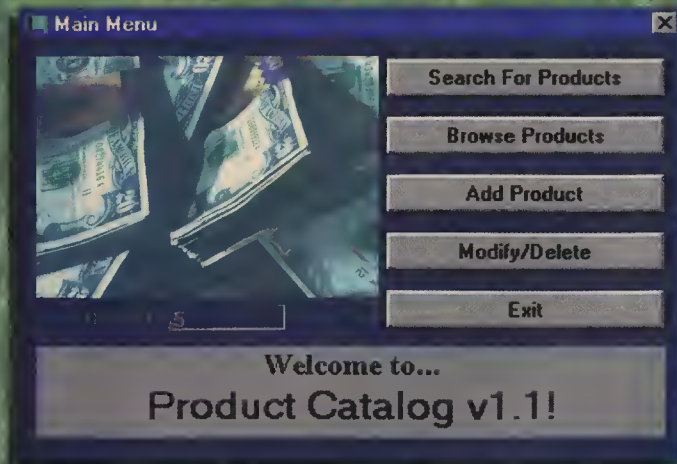 Main Menu
Search For Products
Browse Products
Add Product
Modify/Delete
Exit
Welcome to...
Product Catalog v1.1!